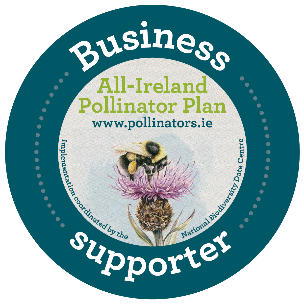 Business
All-Ireland
Pollinator Plan
www.pollinators.ie
Implementation coordinated by the
National Biodiversity Data Centre
supporter